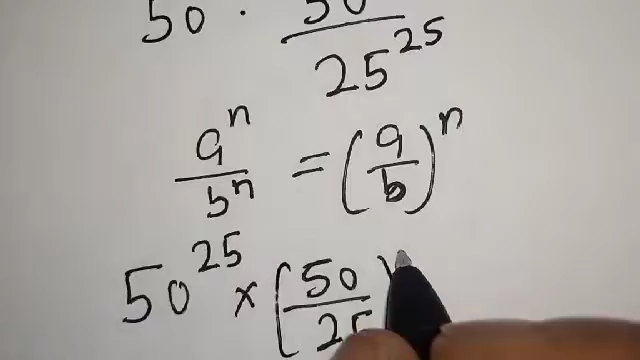 50 · 50/25^25
a^n/b^n = (a/b)^n
50^25 × (50/25)